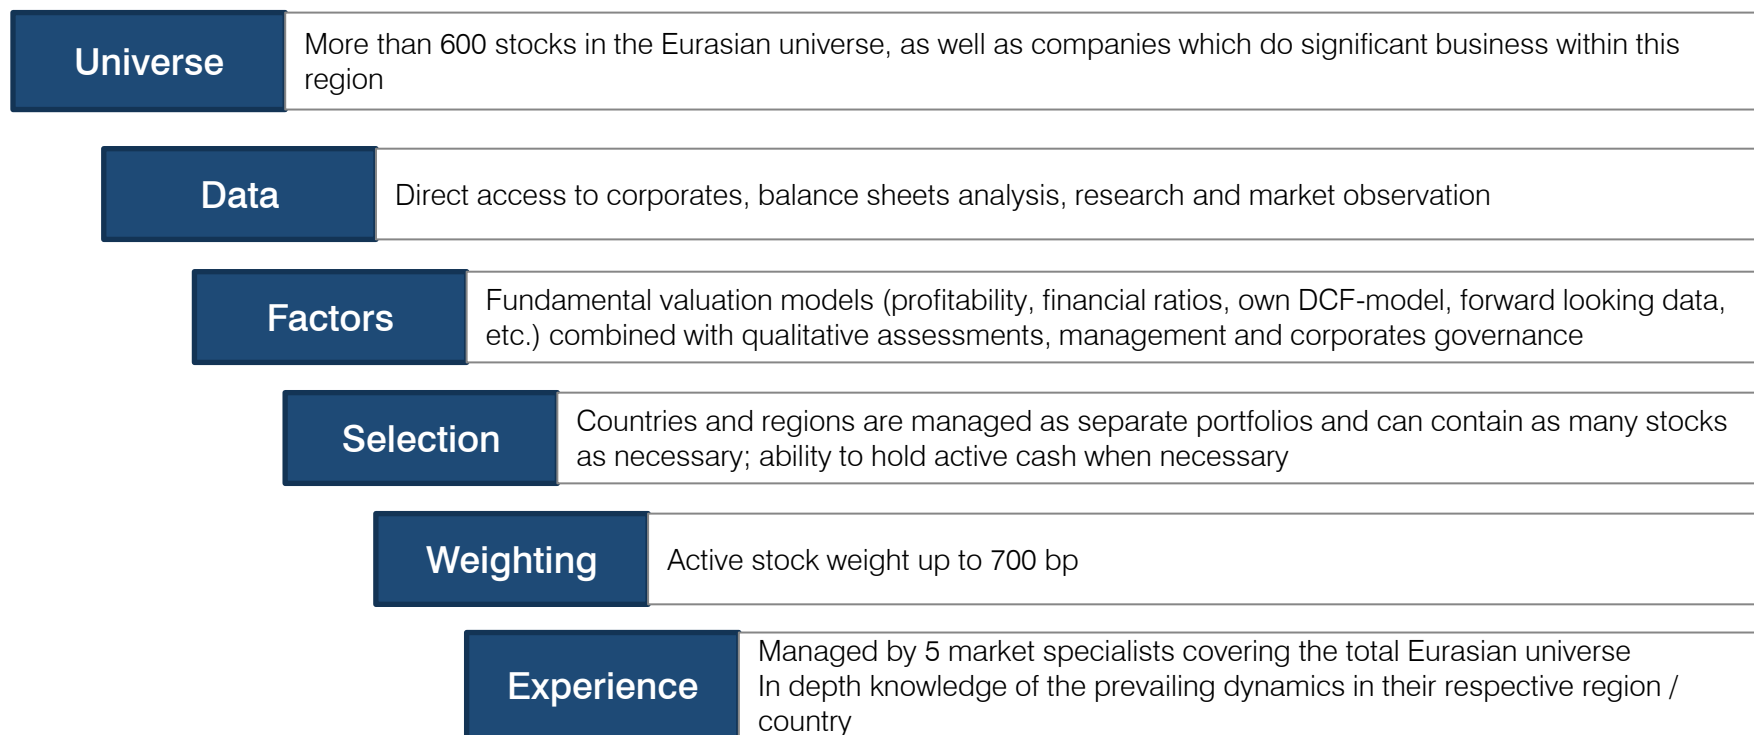 Universe
More than 600 stocks in the Eurasian universe, as well as companies which do significant business within this
region
Data
Direct access to corporates, balance sheets analysis, research and market observation
Factors
Fundamental valuation models (profitability, financial ratios, own DCF-model, forward looking data,
etc.) combined with qualitative assessments, management and corporates governance
Selection
Countries and regions are managed as separate portfolios and can contain as many stocks
as necessary; ability to hold active cash when necessary
Weighting
Active stock weight up to 700 bp
Experience
Managed by 5 market specialists covering the total Eurasian universe
In depth knowledge of the prevailing dynamics in their respective region /
country